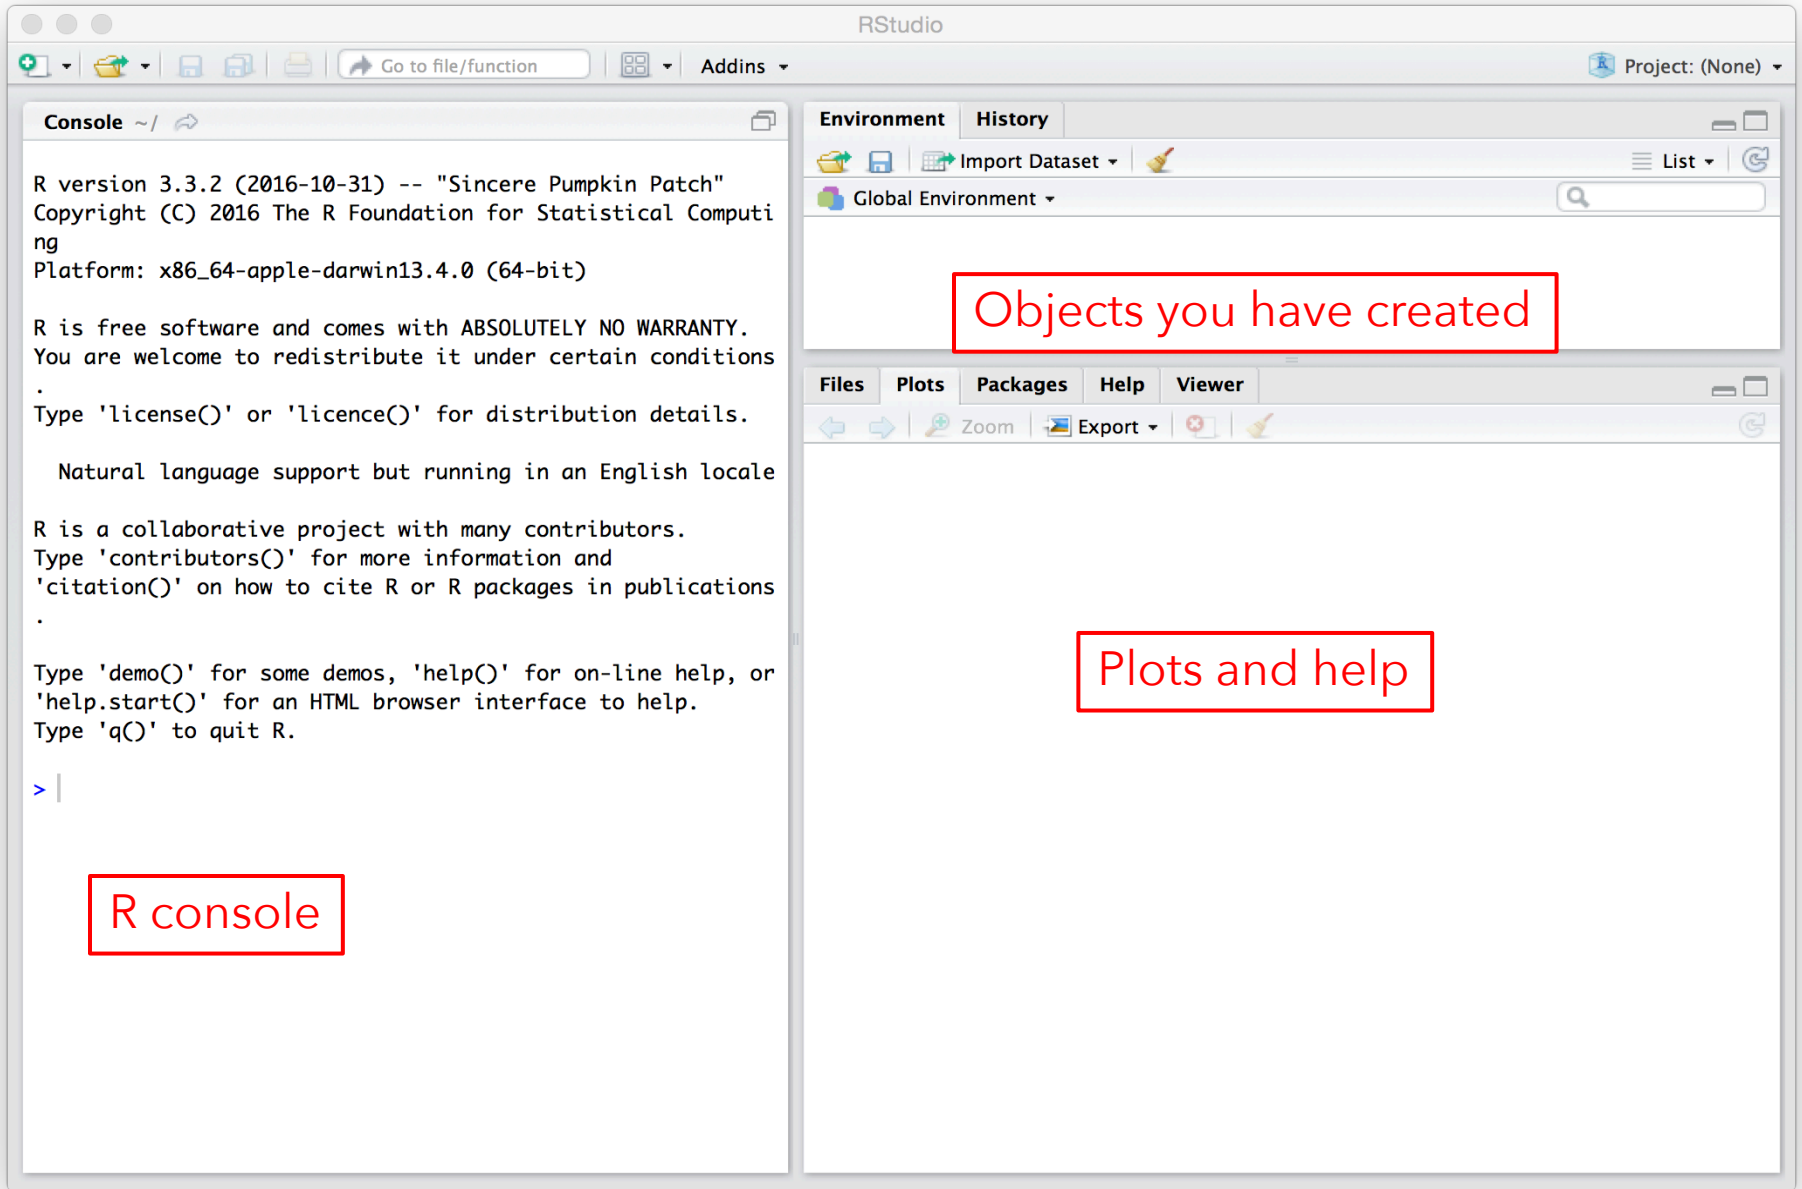 RStudio
Go to file/function
Addins
Project: (None)
Console ~/
R version 3.3.2 (2016-10-31) -- "Sincere Pumpkin Patch"
Copyright (C) 2016 The R Foundation for Statistical Computi
ng
Platform: x86_64-apple-darwin13.4.0 (64-bit)
R is free software and comes with ABSOLUTELY NO WARRANTY.
You are welcome to redistribute it under certain conditions
.
Type 'license()' or 'licence()' for distribution details.
Natural language support but running in an English locale
R is a collaborative project with many contributors.
Type 'contributors()' for more information and
'citation()' on how to cite R or R packages in publications
.
Type 'demo()' for some demos, 'help()' for on-line help, or
'help.start()' for an HTML browser interface to help.
Type 'q()' to quit R.
>
R console
Environment History
Import Dataset List
Global Environment
Objects you have created
Files Plots Packages Help Viewer
Zoom Export
Plots and help